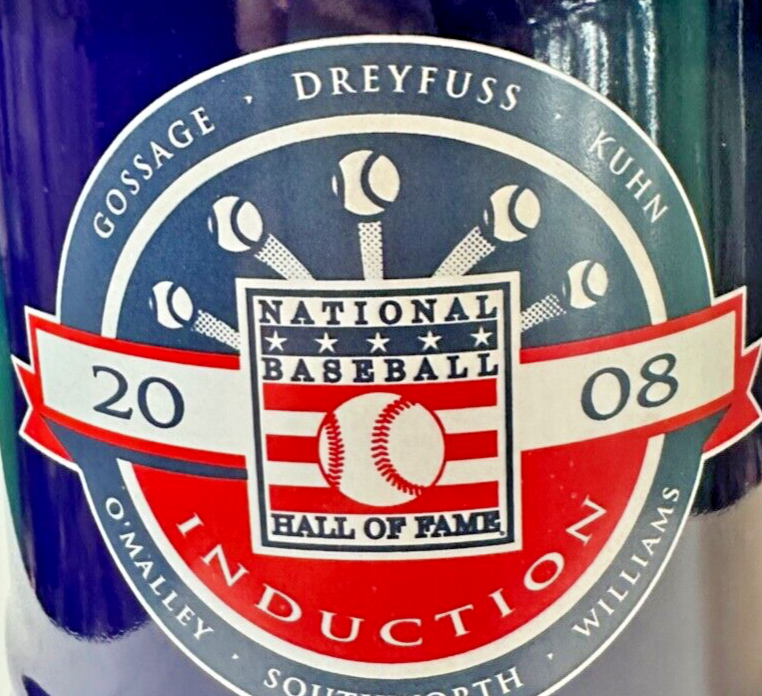 GOSSAGE · DREYFUSS · KUHN
NATIONAL
BASEBALL
20 08
HALL OF FAME
INDUCTION
O'MALLEY · SOUTHWORTH · WILLIAMS